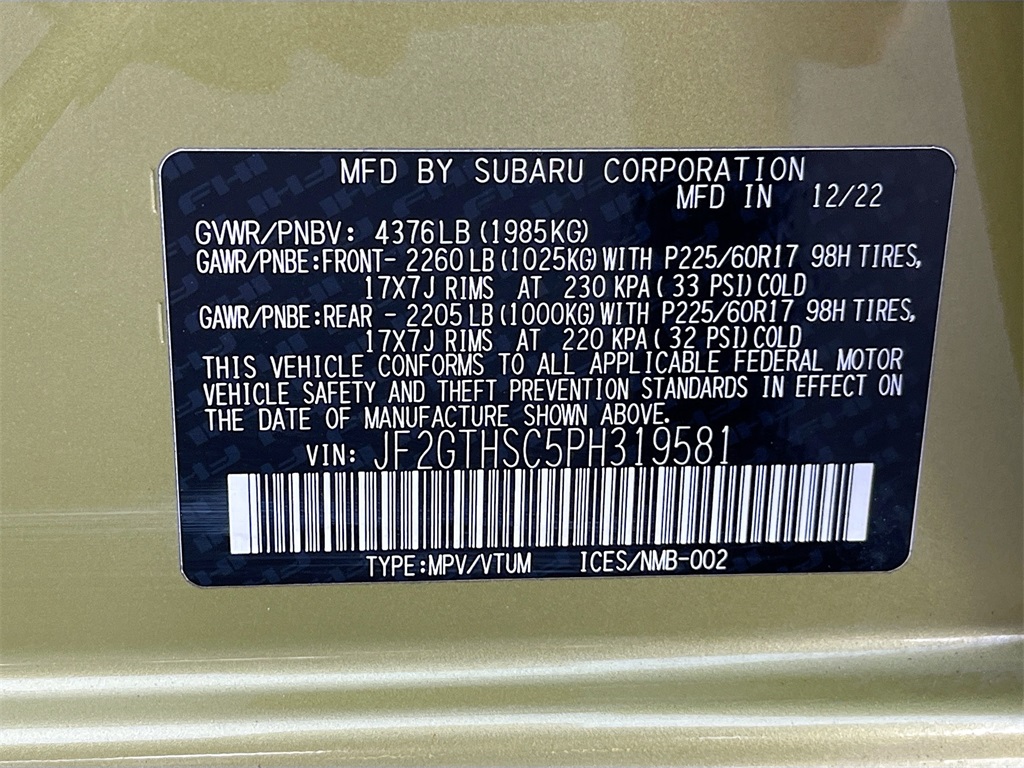 MFD BY SUBARU CORPORATION
MFD IN 12/22
GVWR/PNBV: 4376LB (1985KG)
GAWR/PNBE:FRONT- 2260 LB (1025KG) WITH P225/60R17 98H TIRES,
17X7J RIMS AT 230 KPA( 33 PSI) COLD
GAWR/PNBE:REAR - 2205 LB (1000KG) WITH P225/60R17 98H TIRES,
17X7J RIMS AT 220 KPA( 32 PSI) COLD
THIS VEHICLE CONFORMS TO ALL APPLICABLE FEDERAL MOTOR
VEHICLE SAFETY AND THEFT PREVENTION STANDARDS IN EFFECT ON
THE DATE OF MANUFACTURE SHOWN ABOVE.
VIN: JF2GTHSC5PH319581
TYPE:MPV/VTUM ICES/NMB-002